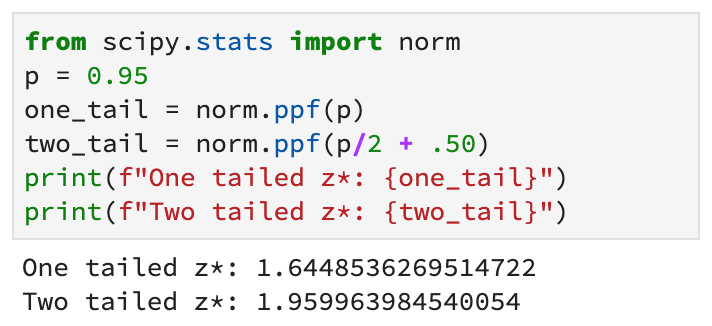 from scipy.stats import norm
p = 0.95
one_tail = norm.ppf(p)
two_tail = norm.ppf(p/2 + .50)
print(f"One tailed z*: {one_tail}")
print(f"Two tailed z*: {two_tail}")
One tailed z*: 1.6448536269514722
Two tailed z*: 1.959963984540054